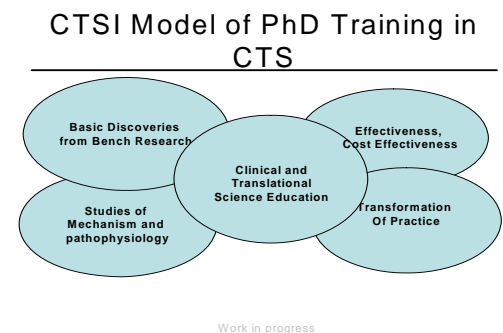 CTSI Model of PhD Training in
CTS
Basic Discoveries
from Bench Research
Effectiveness,
Cost Effectiveness
Clinical and
Translational
Science Education
Studies of
Mechanism and
pathophysiology
Transformation
Of Practice
Work in progress